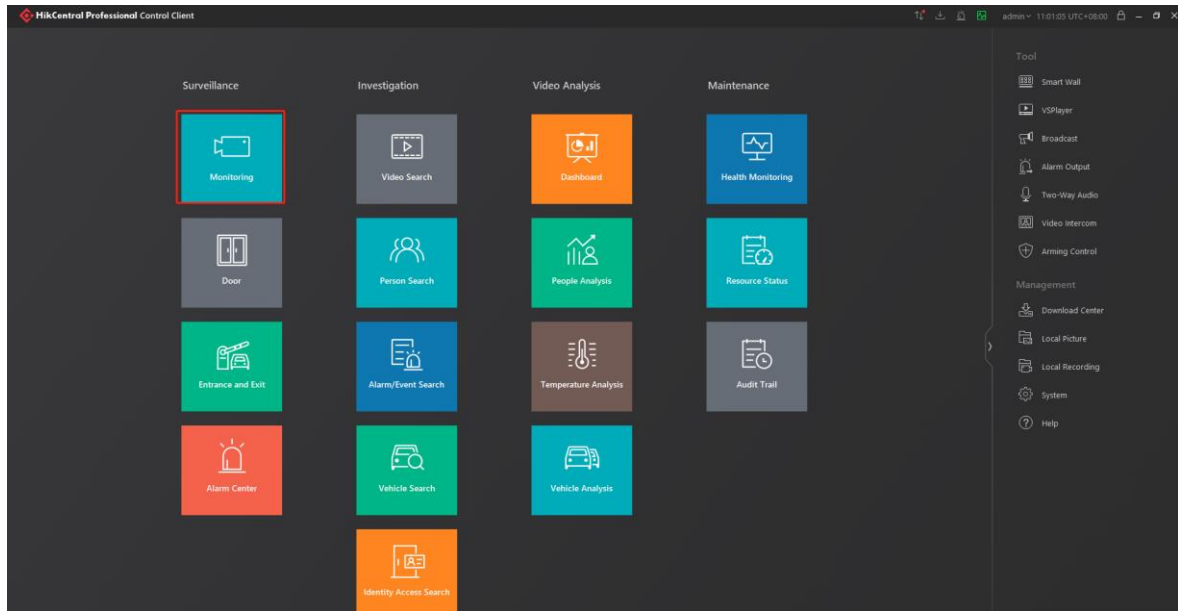 HikCentral Professional Control Client
admin 11:01:05 UTC+08:00
Surveillance
Investigation
Video Analysis
Maintenance
Monitoring
Video Search
Dashboard
Health Monitoring
Door
Person Search
People Analysis
Resource Status
Entrance and Exit
Alarm/Event Search
Temperature Analysis
Audit Trail
Alarm Center
Vehicle Search
Vehicle Analysis
Identity Access Search
Tool
Smart Wall
VSPlayer
Broadcast
Alarm Output
Two-Way Audio
Video Intercom
Arming Control
Management
Download Center
Local Picture
Local Recording
System
Help